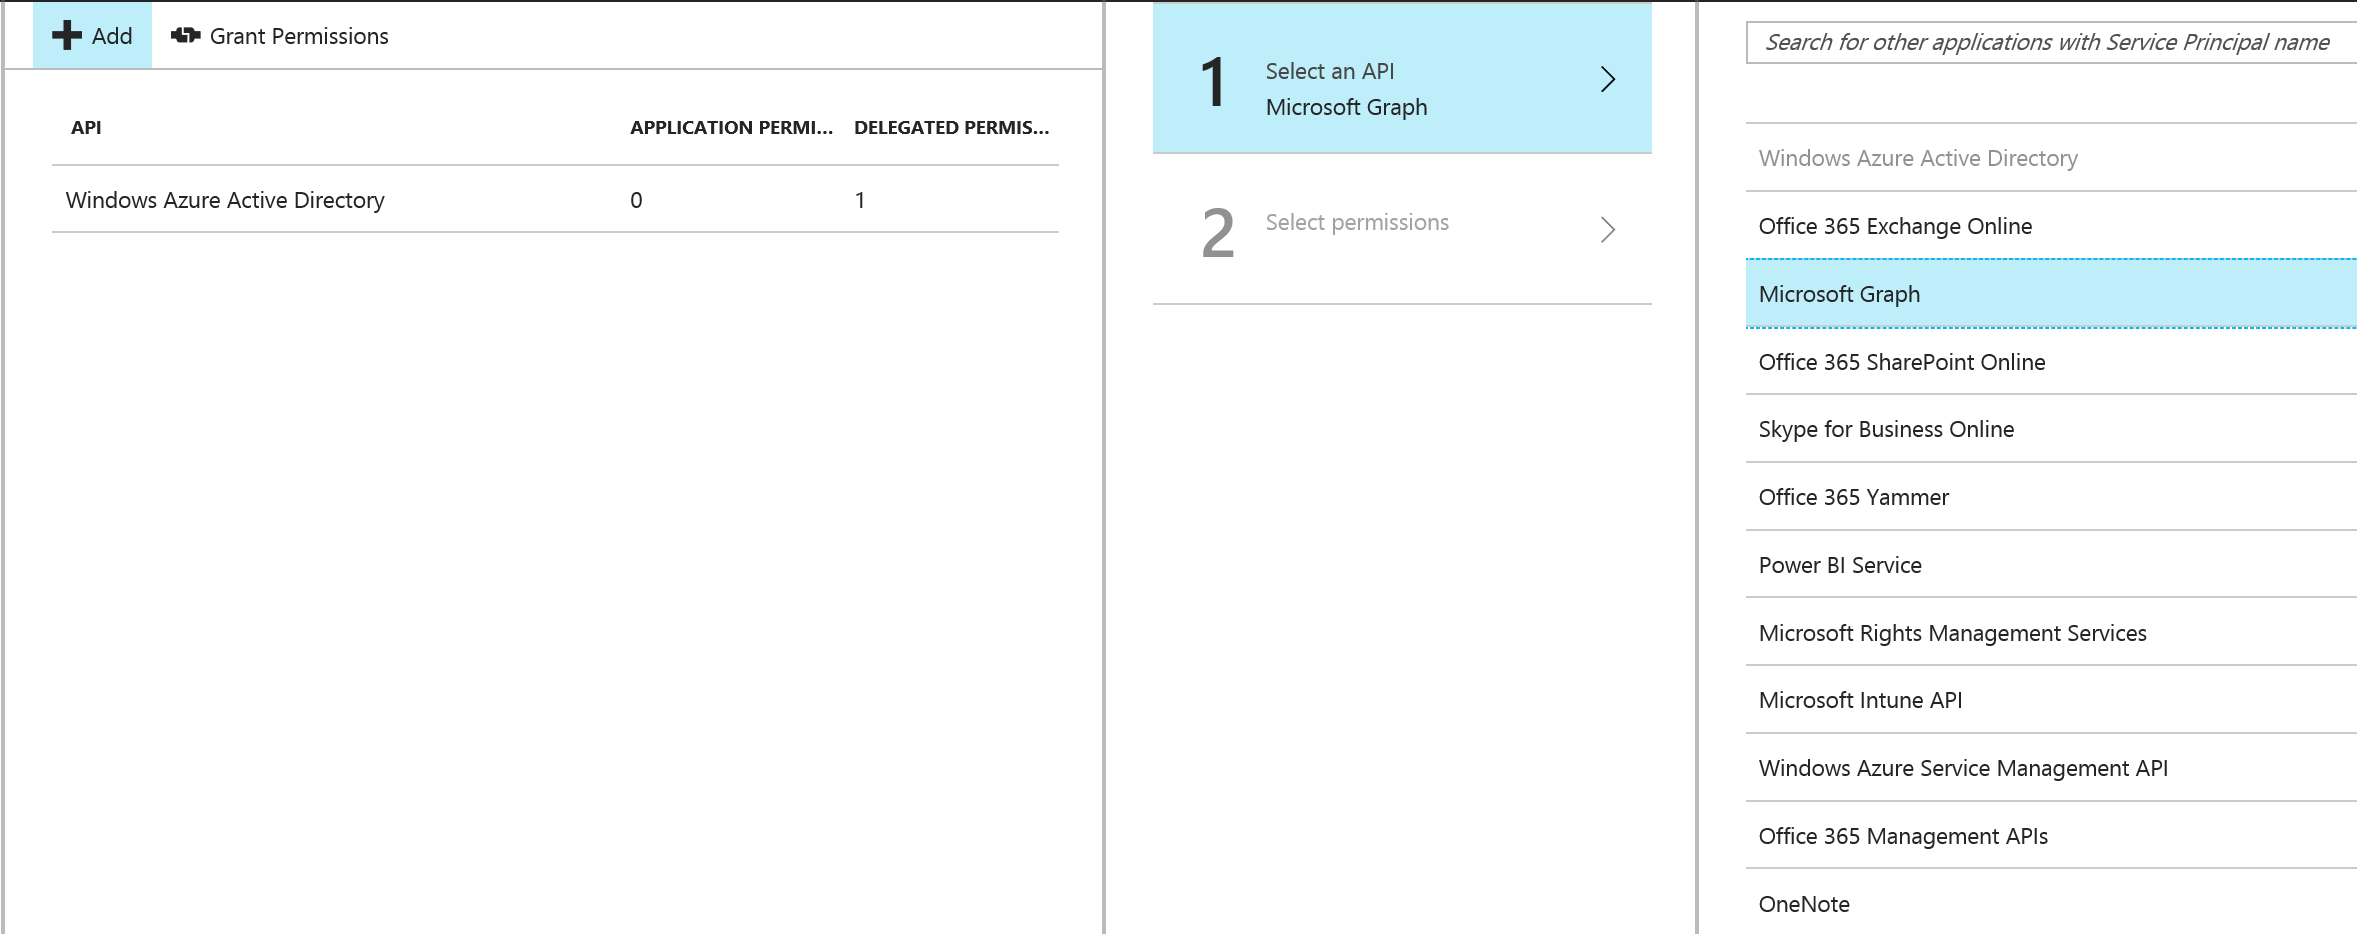 Add
Grant Permissions
API
APPLICATION PERMI...
DELEGATED PERMIS...
Windows Azure Active Directory
0
1
1
Select an API
Microsoft Graph
2
Select permissions
Search for other applications with Service Principal name
Windows Azure Active Directory
Office 365 Exchange Online
Microsoft Graph
Office 365 SharePoint Online
Skype for Business Online
Office 365 Yammer
Power BI Service
Microsoft Rights Management Services
Microsoft Intune API
Windows Azure Service Management API
Office 365 Management APIs
OneNote